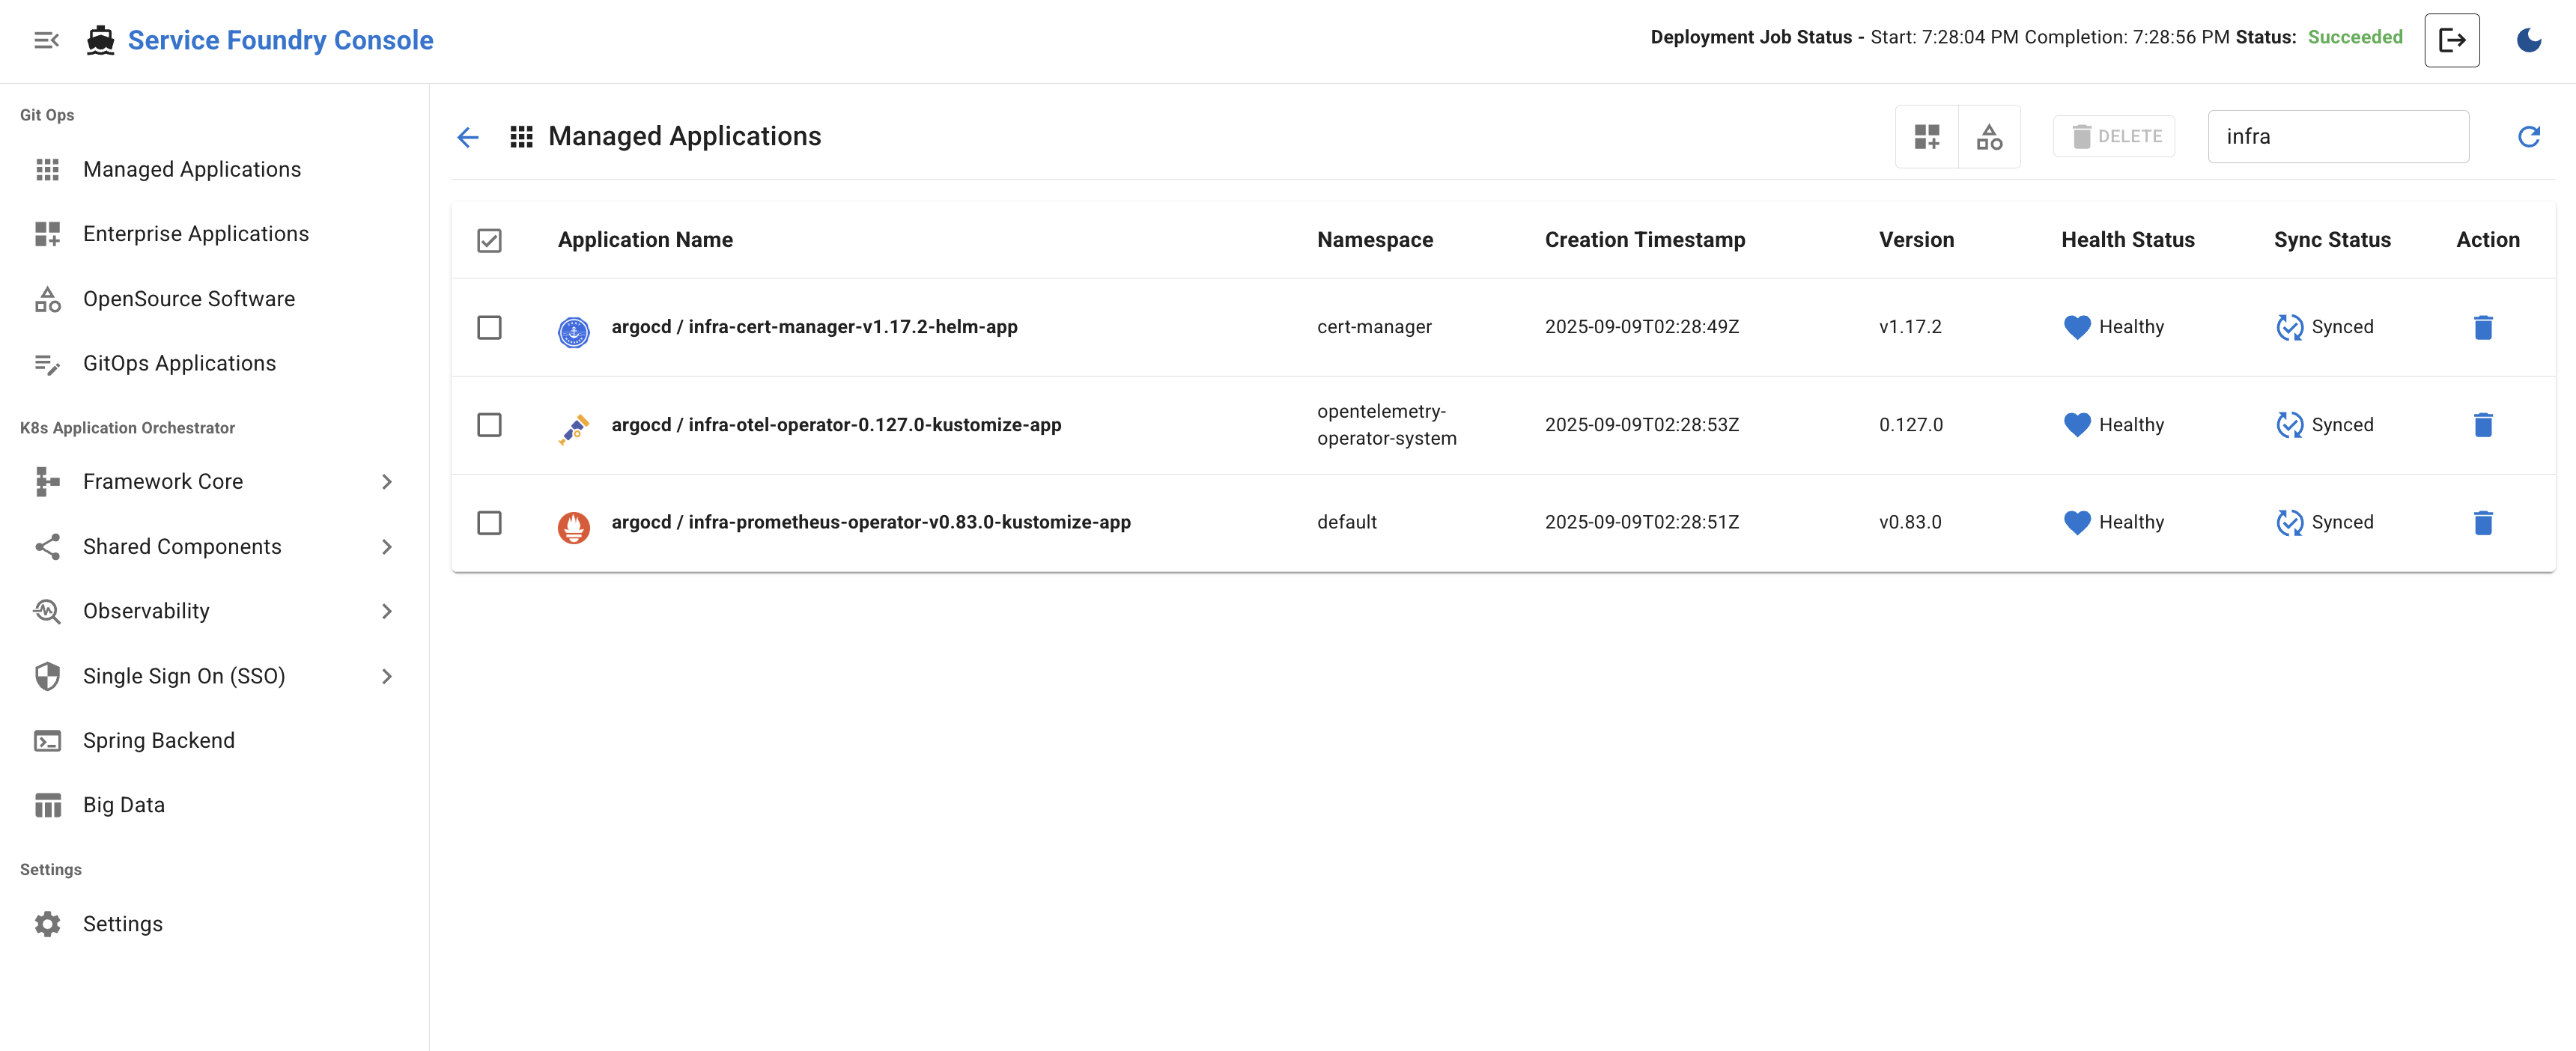 Service Foundry Console
Deployment Job Status - Start: 7:28:04 PM Completion: 7:28:56 PM Status: Succeeded
Git Ops
Managed Applications
Enterprise Applications
OpenSource Software
GitOps Applications
K8s Application Orchestrator
Framework Core
Shared Components
Observability
Single Sign On (SSO)
Spring Backend
Big Data
Settings
Settings
Managed Applications
DELETE
infra
Application Name Namespace Creation Timestamp Version Health Status Sync Status Action
argocd / infra-cert-manager-v1.17.2-helm-app cert-manager 2025-09-09T02:28:49Z v1.17.2 Healthy Synced
argocd / infra-otel-operator-0.127.0-kustomize-app opentelemetry-
operator-system 2025-09-09T02:28:53Z 0.127.0 Healthy Synced
argocd / infra-prometheus-operator-v0.83.0-kustomize-app default 2025-09-09T02:28:51Z v0.83.0 Healthy Synced